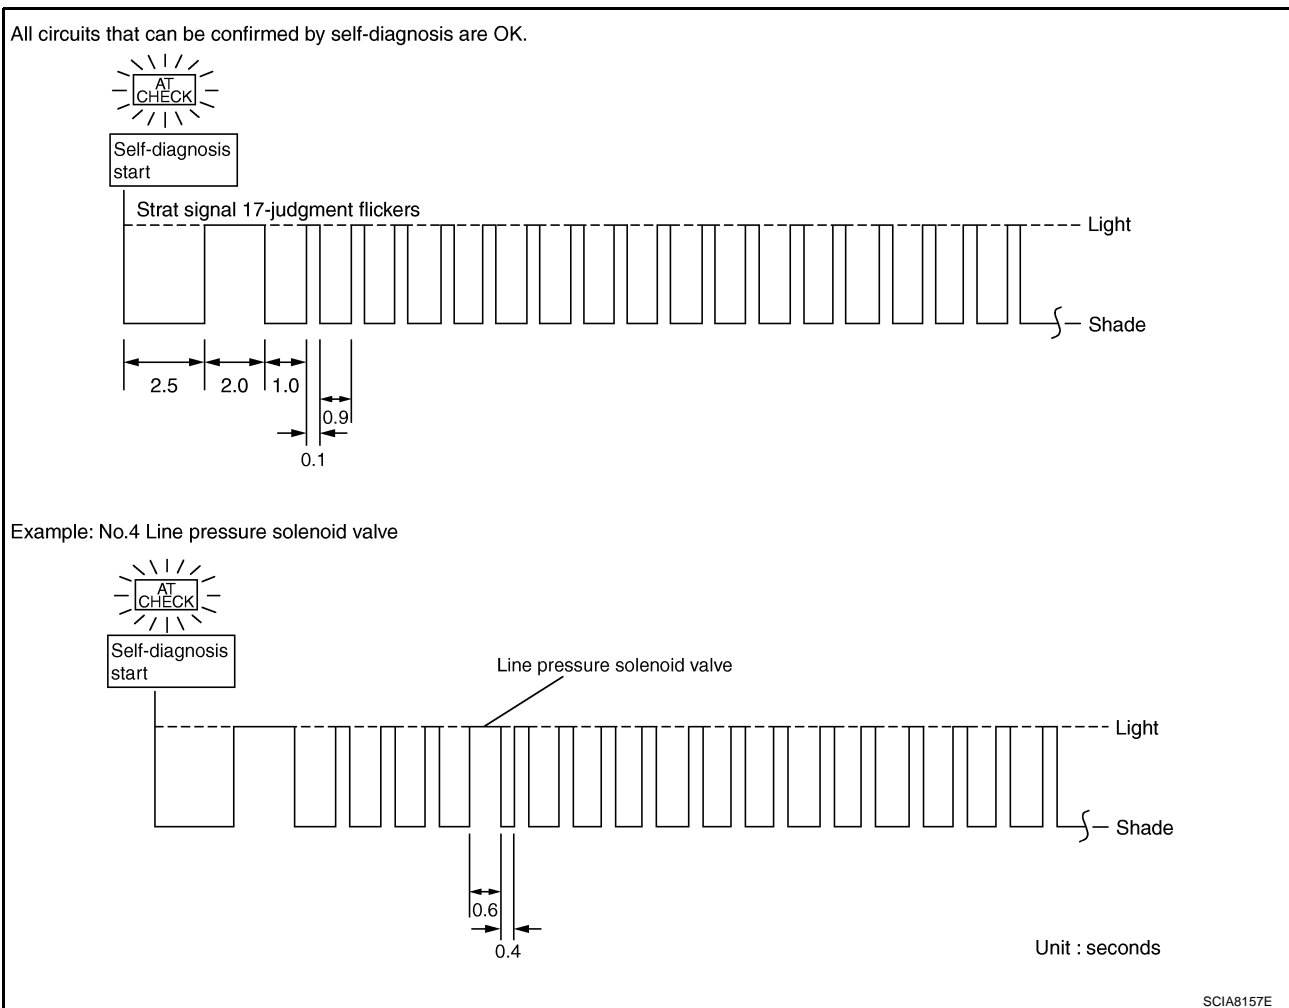 All circuits that can be confirmed by self-diagnosis are OK.
AT
CHECK
Self-diagnosis
start
Strat signal 17-judgment flickers
Light
Shade
2.5
2.0
1.0
0.9
0.1
Example: No.4 Line pressure solenoid valve
AT
CHECK
Self-diagnosis
start
Line pressure solenoid valve
Light
Shade
0.6
0.4
Unit : seconds
SCIA8157E